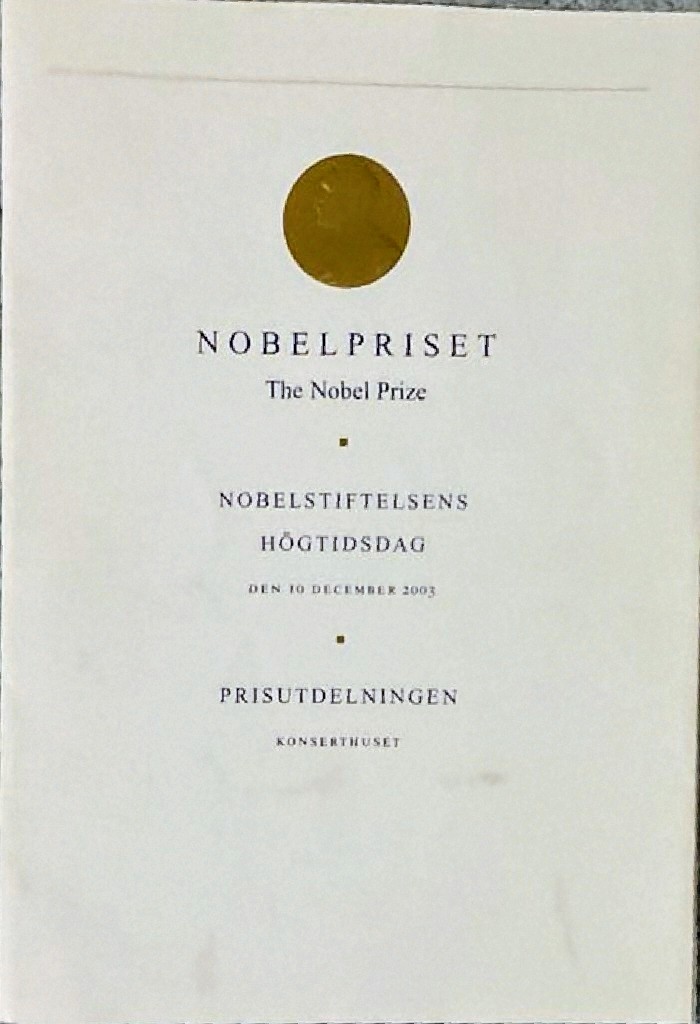 NOBELPRISET
The Nobel Prize
NOBELSTIFTELSENS
HÖGTIDSDAG
DEN 10 DECEMBER 2003
PRISUTDELNINGEN
KONSERTHUSET